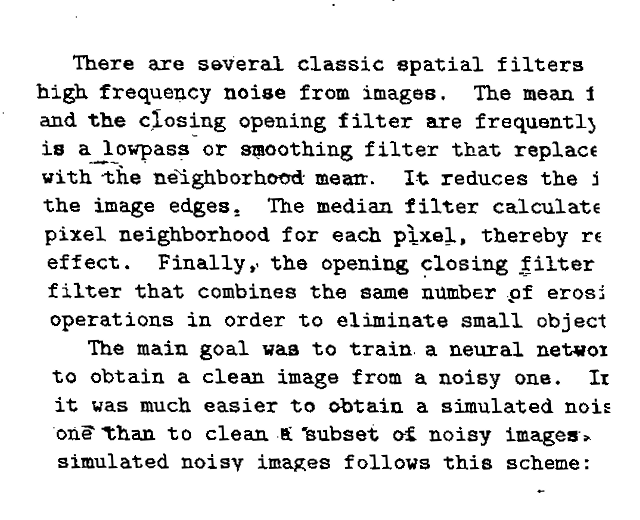 There are several classic spatial filters
high frequency noise from images. The mean f
and the closing opening filter are frequently
is a lowpass or smoothing filter that replace
with the neighborhood mean. It reduces the i
the image edges. The median filter calculate
pixel neighborhood for each pixel, thereby re
effect. Finally, the opening closing filter
filter that combines the same number of erosi
operations in order to eliminate small object
The main goal was to train a neural networ
to obtain a clean image from a noisy one. In
it was much easier to obtain a simulated nois
one than to clean a subset of noisy images.
simulated noisy images follows this scheme: